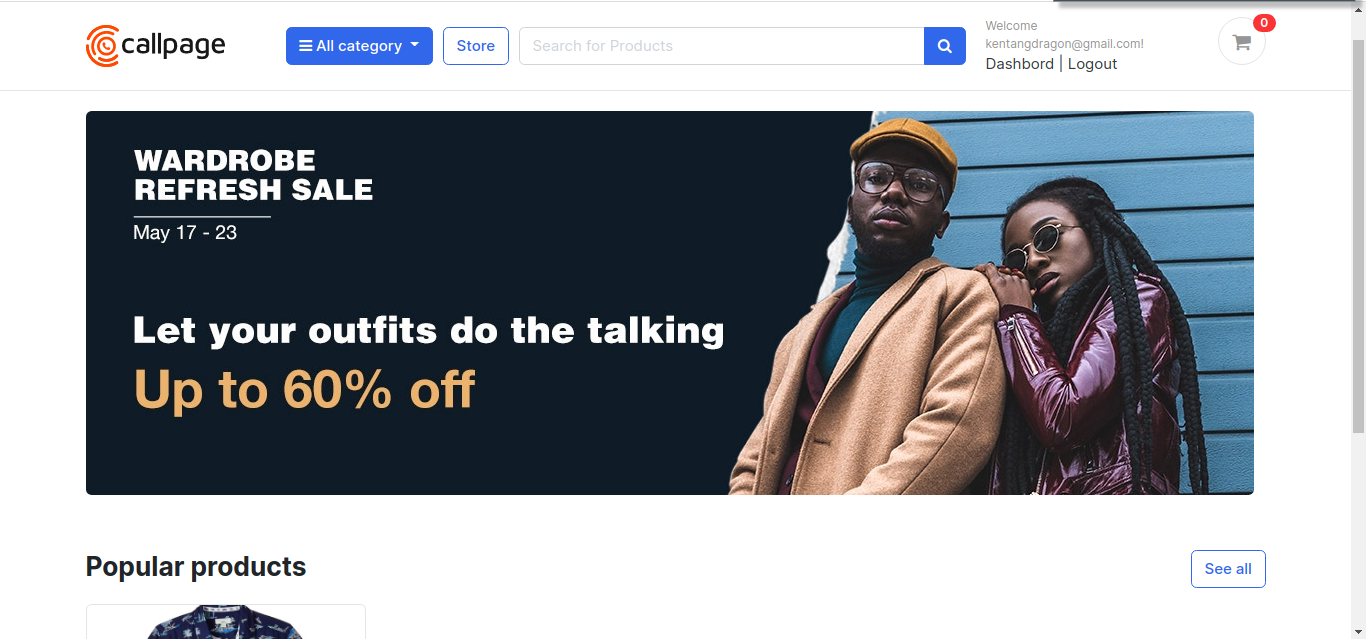 callpage
All category
Store
Search for Products
Welcome
kentangdragon@gmail.com!
Dashbord | Logout
0
WARDROBE
REFRESH SALE
May 17 - 23
Let your outfits do the talking
Up to 60% off
Popular products
See all